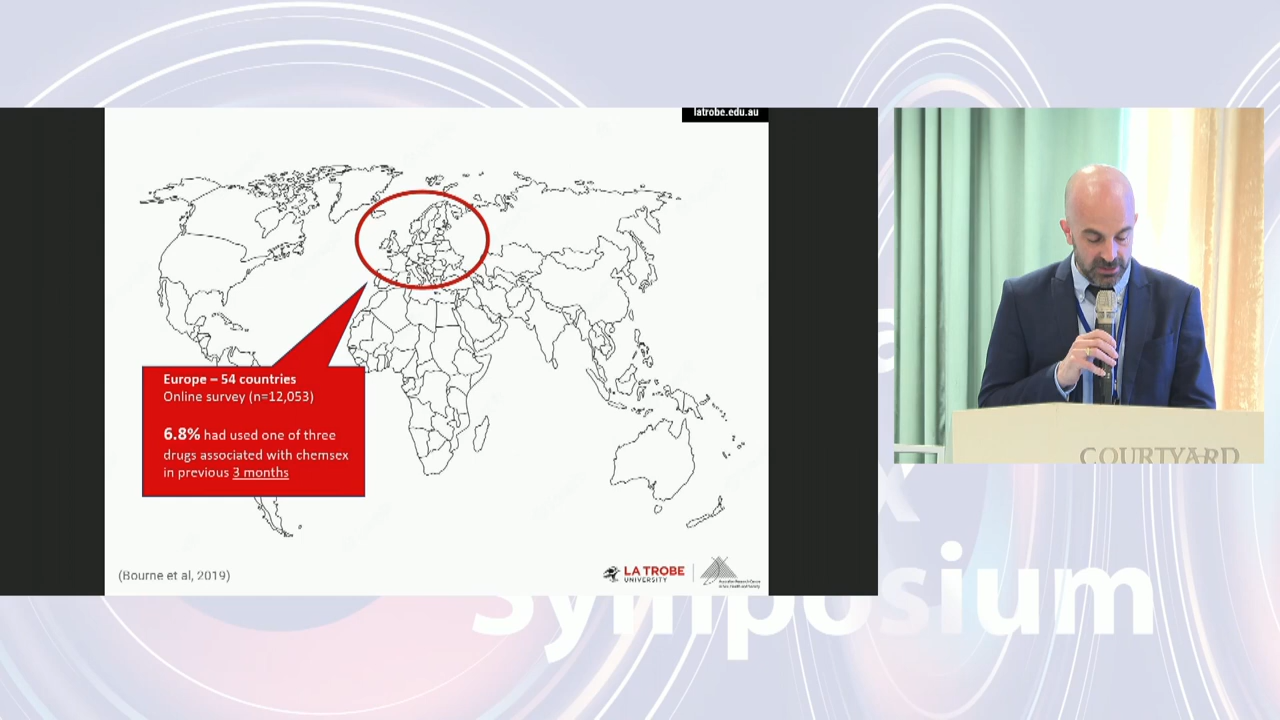 latrobe.edu.au
Europe – 54 countries
Online survey (n=12,053)
6.8% had used one of three
drugs associated with chemsex
in previous 3 months
(Bourne et al, 2019)
LA TROBE
UNIVERSITY
COURTYARD
Symposium